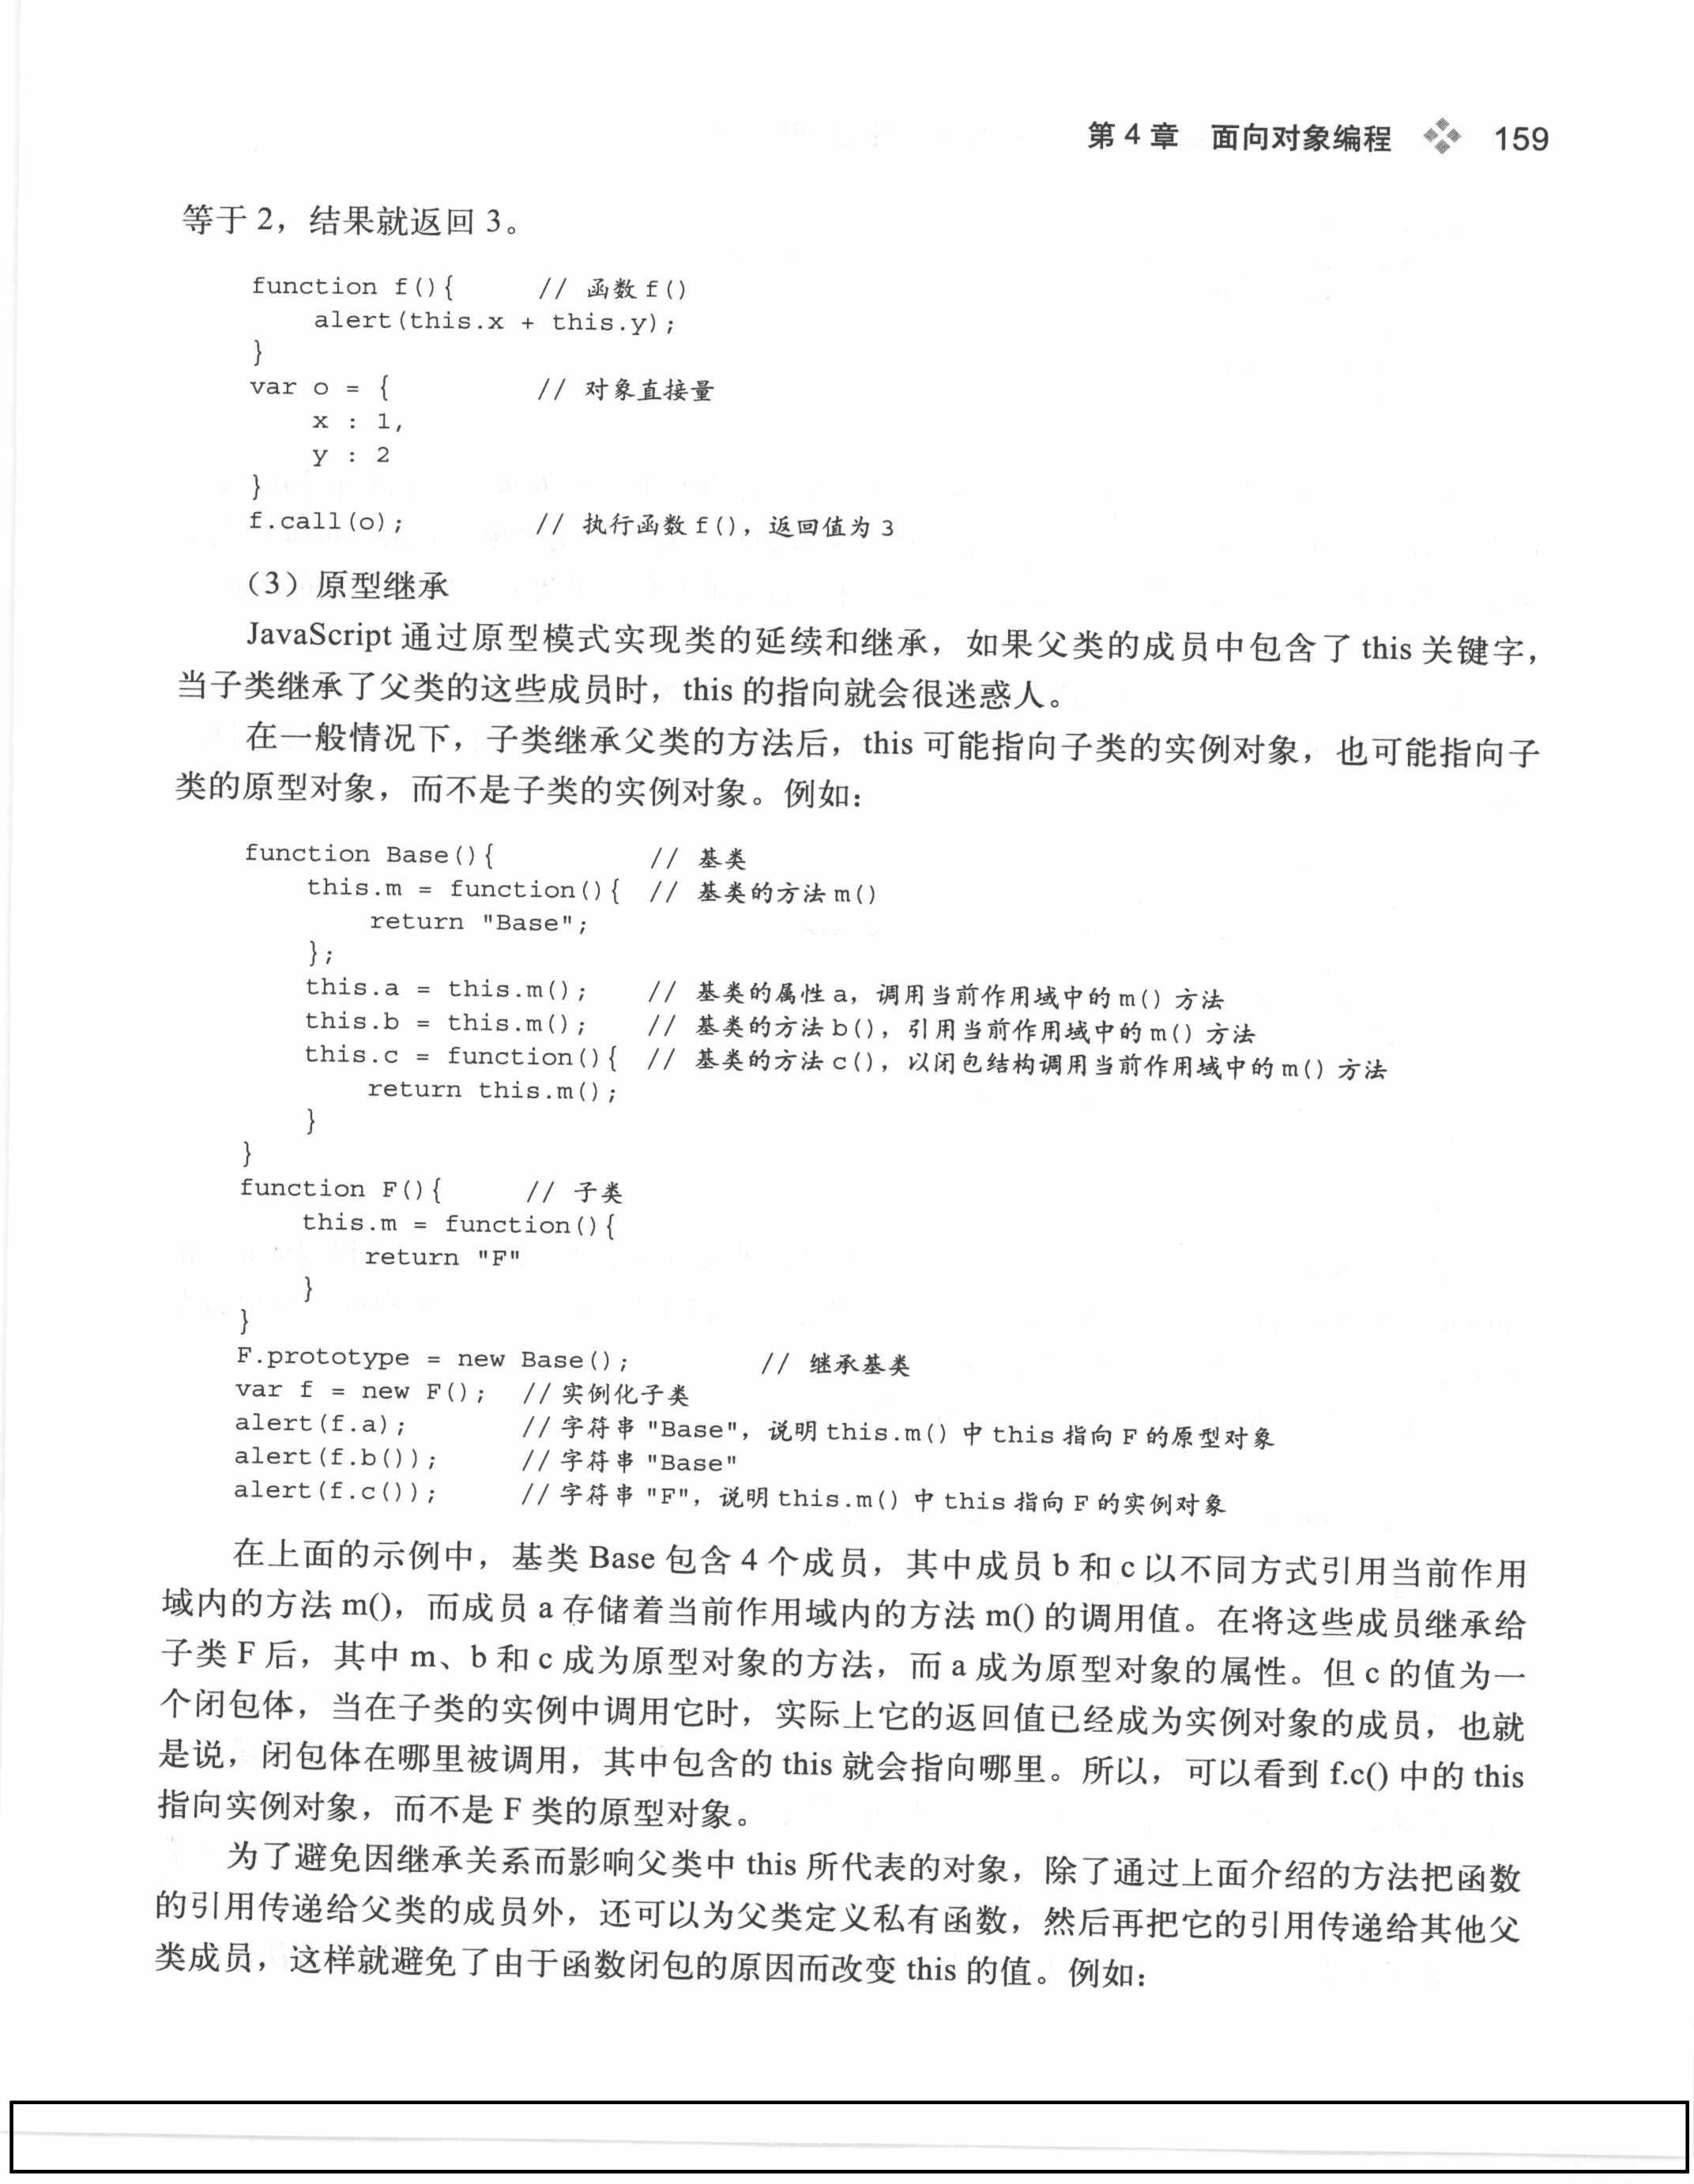 第 4 章 面向对象编程 159
等于 2，结果就返回 3。
function f(){ // 函数 f()
alert(this.x + this.y);
}
var o = { // 对象直接量
x : 1,
y : 2
}
f.call(o); // 执行函数 f()，返回值为 3
（3）原型继承
JavaScript 通过原型模式实现类的延续和继承，如果父类的成员中包含了 this 关键字，
当子类继承了父类的这些成员时，this 的指向就会很迷惑人。
在一般情况下，子类继承父类的方法后，this 可能指向子类的实例对象，也可能指向子
类的原型对象，而不是子类的实例对象。例如：
function Base(){ // 基类
this.m = function(){ // 基类的方法 m()
return "Base";
};
this.a = this.m(); // 基类的属性 a，调用当前作用域中的 m() 方法
this.b = this.m(); // 基类的方法 b()，引用当前作用域中的 m() 方法
this.c = function(){ // 基类的方法 c()，以闭包结构调用当前作用域中的 m() 方法
return this.m();
}
}
function F(){ // 子类
this.m = function(){
return "F"
}
}
F.prototype = new Base(); // 继承基类
var f = new F(); // 实例化子类
alert(f.a); // 字符串 "Base"，说明 this.m() 中 this 指向 F 的原型对象
alert(f.b()); // 字符串 "Base"
alert(f.c()); // 字符串 "F"，说明 this.m() 中 this 指向 F 的实例对象
在上面的示例中，基类 Base 包含 4 个成员，其中成员 b 和 c 以不同方式引用当前作用
域内的方法 m()，而成员 a 存储着当前作用域内的方法 m() 的调用值。在将这些成员继承给
子类 F 后，其中 m、b 和 c 成为原型对象的方法，而 a 成为原型对象的属性。但 c 的值为一
个闭包体，当在子类的实例中调用它时，实际上它的返回值已经成为实例对象的成员，也就
是说，闭包体在哪里被调用，其中包含的 this 就会指向哪里。所以，可以看到 f.c() 中的 this
指向实例对象，而不是 F 类的原型对象。
为了避免因继承关系而影响父类中 this 所代表的对象，除了通过上面介绍的方法把函数
的引用传递给父类的成员外，还可以为父类定义私有函数，然后再把它的引用传递给其他父
类成员，这样就避免了由于函数闭包的原因而改变 this 的值。例如：